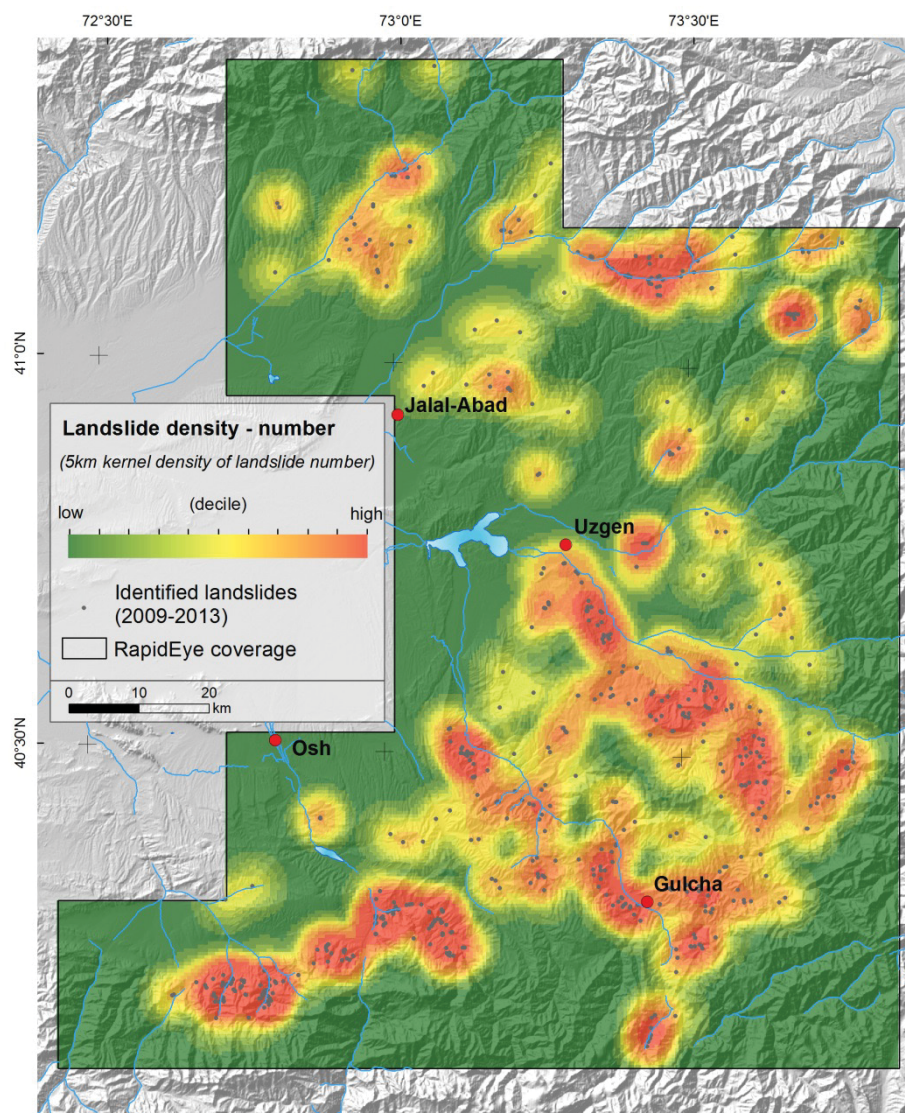 72°30'E 73°0'E 73°30'E
41°0'N
Jalal-Abad
Landslide density - number
(5km kernel density of landslide number)
(decile)
low high
Uzgen
Identified landslides
(2009-2013)
RapidEye coverage
0 10 20
km
40°30'N
Osh
Gulcha